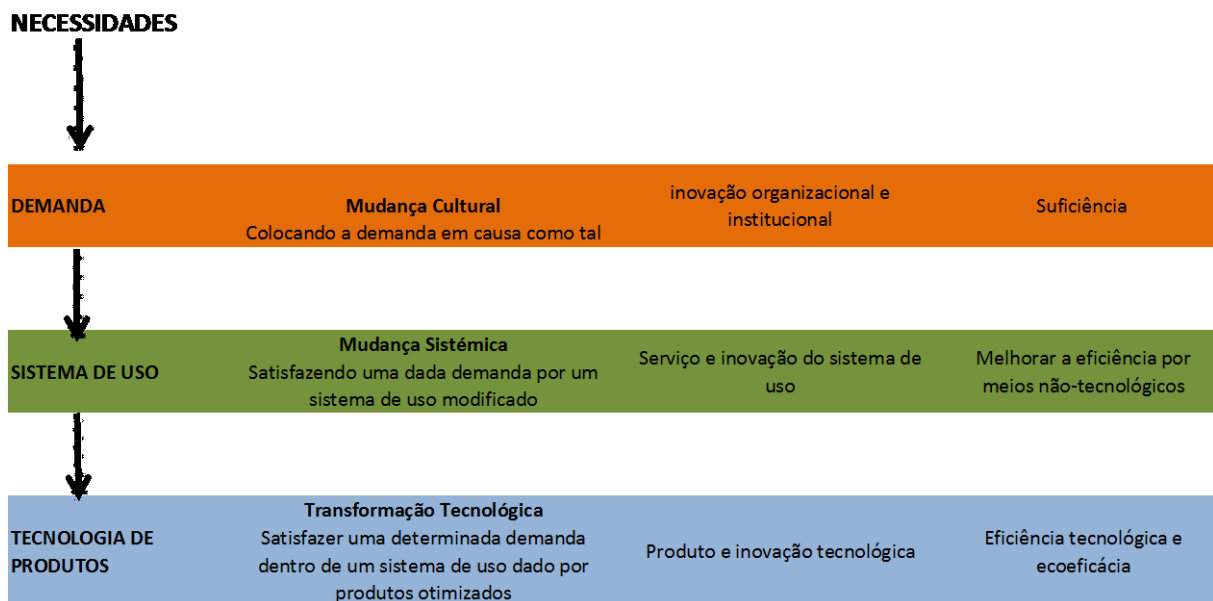 NECESSIDADES
DEMANDA
Mudança Cultural
Colocando a demanda em causa como tal
inovação organizacional e
institucional
Suficiência
SISTEMA DE USO
Mudança Sistémica
Satisfazendo uma dada demanda por um
sistema de uso modificado
Serviço e inovação do sistema de
uso
Melhorar a eficiência por
meios não-tecnológicos
TECNOLOGIA DE
PRODUTOS
Transformação Tecnológica
Satisfazer uma determinada demanda
dentro de um sistema de uso dado por
produtos otimizados
Produto e inovação tecnológica
Eficiência tecnológica e
ecoeficácia